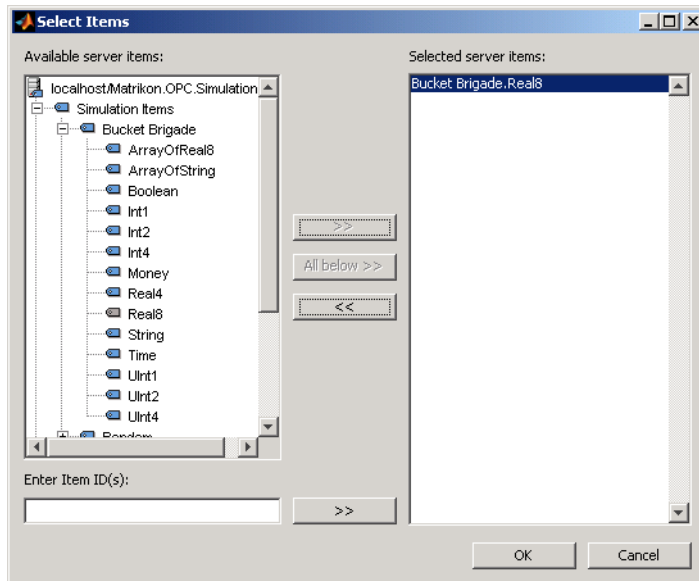 Select Items
Available server items:
localhost/Matrikon.OPC.Simulation
Simulation Items
Bucket Brigade
ArrayOfReal8
ArrayOfString
Boolean
Int1
Int2
Int4
Money
Real4
Real8
String
Time
UInt1
UInt2
UInt4
Random
Enter Item ID(s):
>>
All below >>
<<
>>
Selected server items:
Bucket Brigade.Real8
OK
Cancel